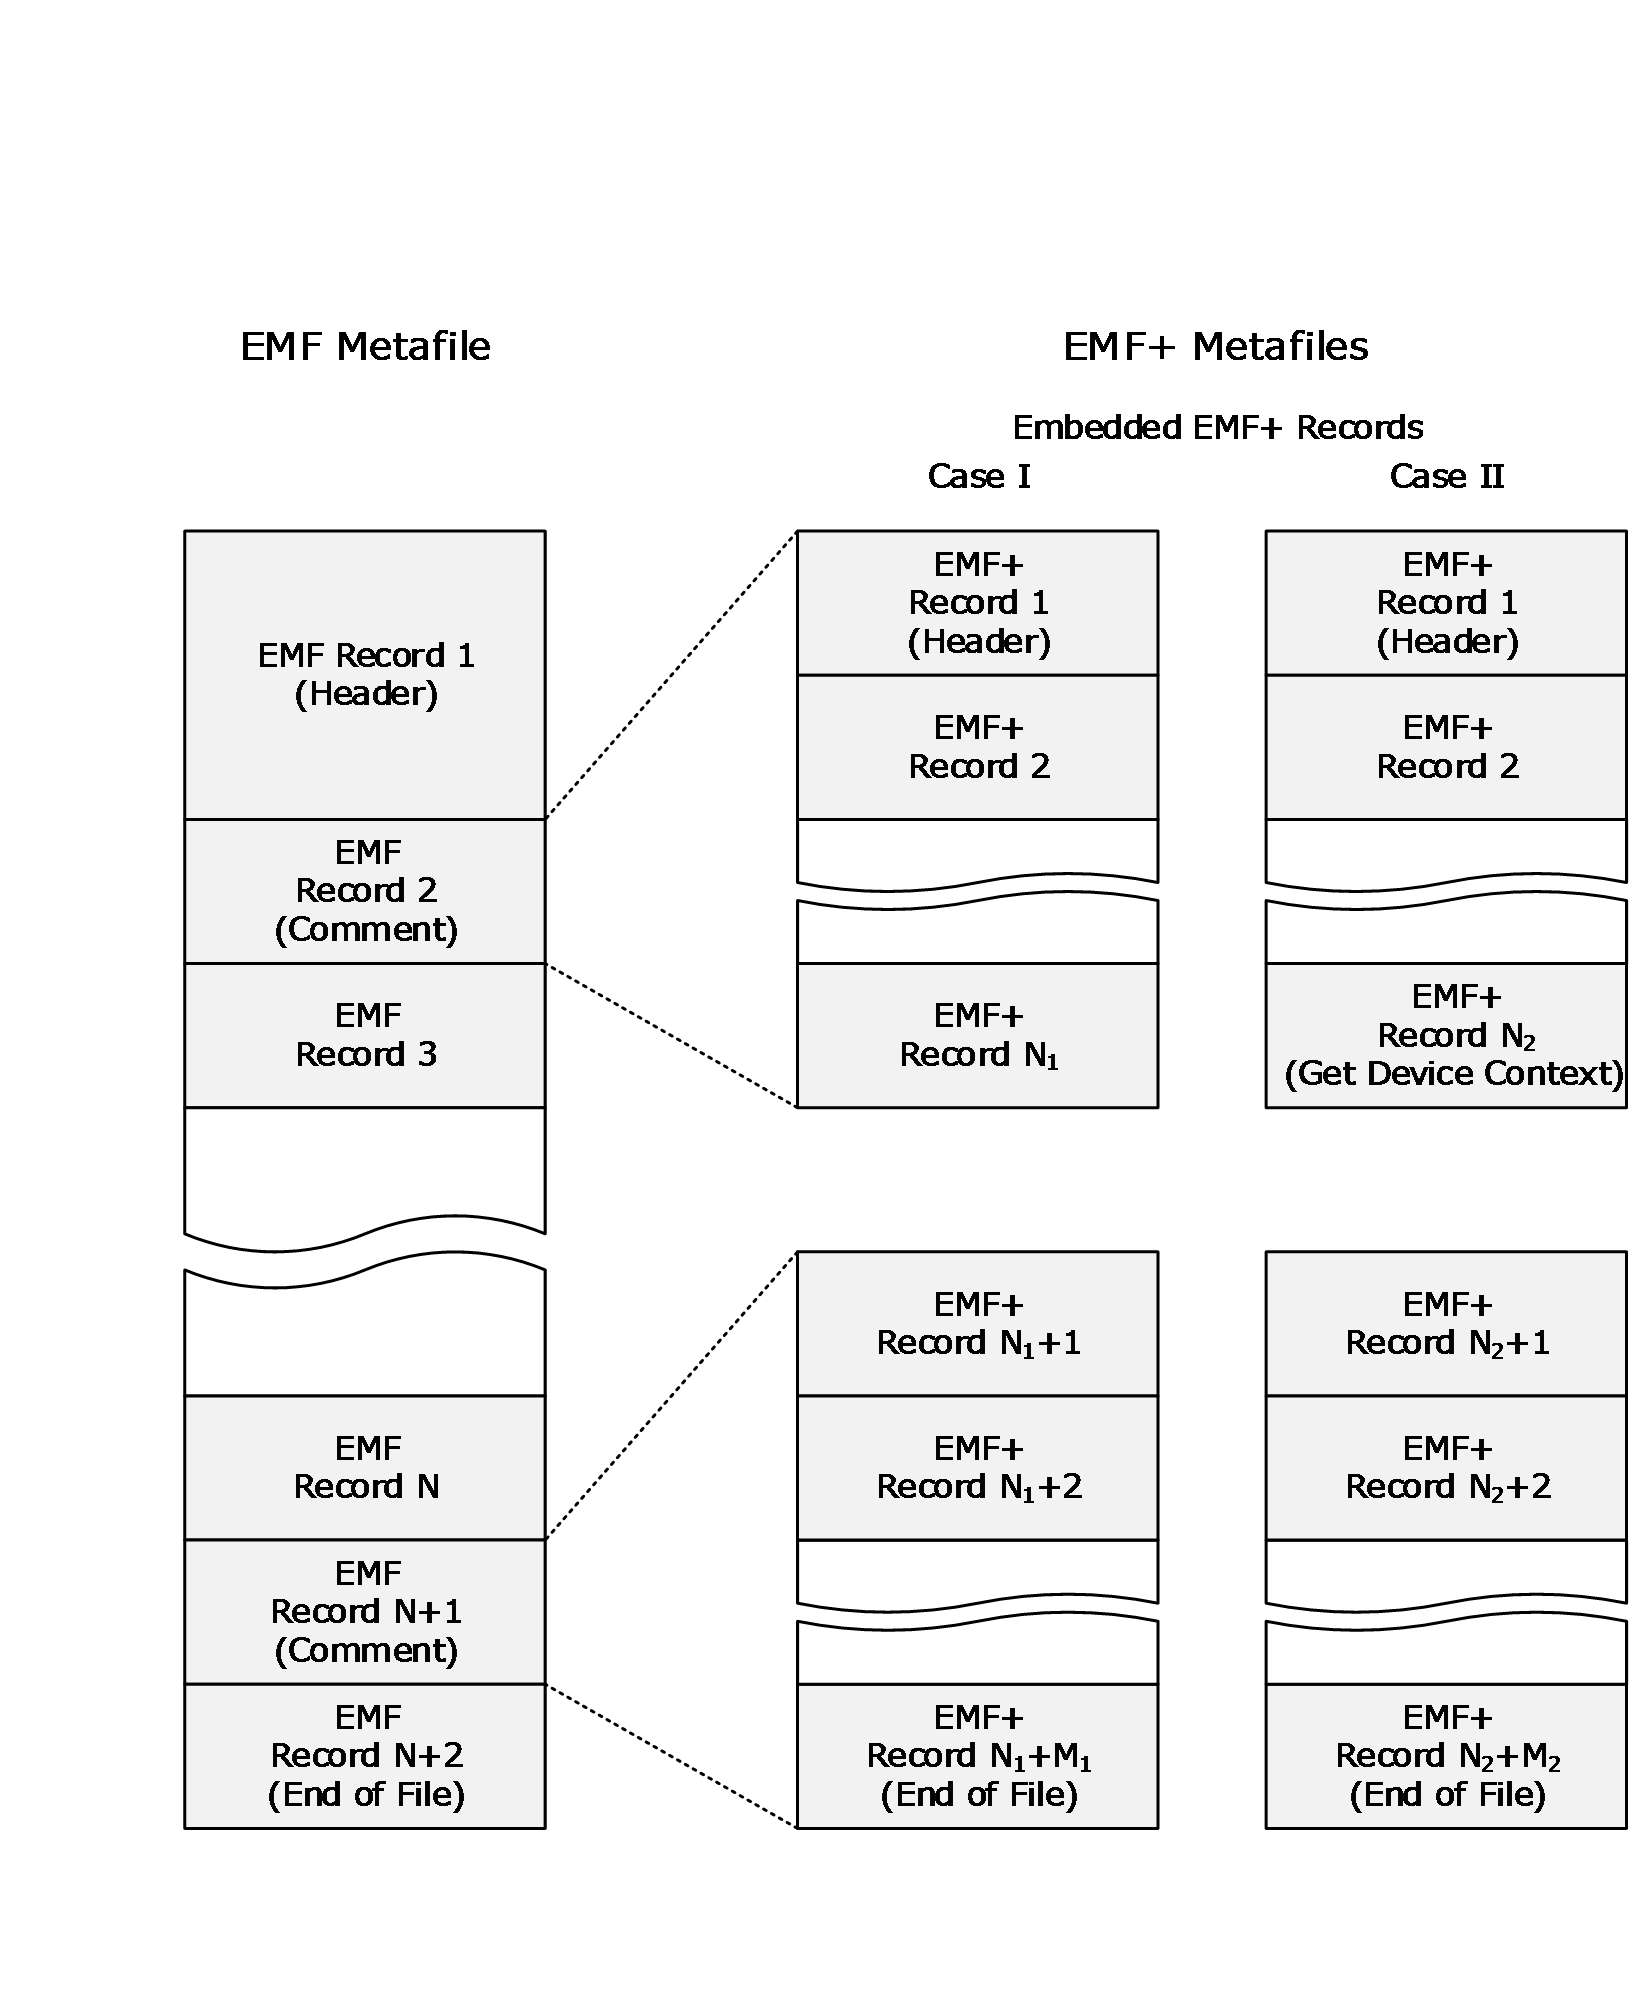 EMF Metafile
EMF+ Metafiles
Embedded EMF+ Records
Case I
Case II
EMF Record 1
(Header)
EMF
Record 2
(Comment)
EMF
Record 3
EMF
Record N
EMF
Record N+1
(Comment)
EMF
Record N+2
(End of File)
EMF+
Record 1
(Header)
EMF+
Record 2
EMF+
Record N₁
EMF+
Record N₁+1
EMF+
Record N₁+2
EMF+
Record N₁+M₁
(End of File)
EMF+
Record 1
(Header)
EMF+
Record 2
EMF+
Record N₂
(Get Device Context)
EMF+
Record N₂+1
EMF+
Record N₂+2
EMF+
Record N₂+M₂
(End of File)